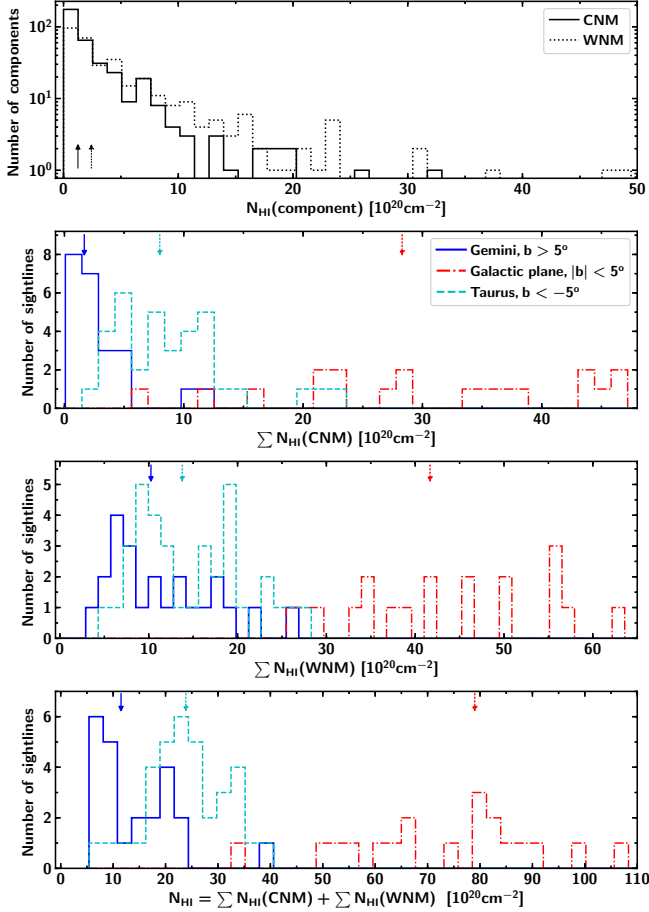 10²
10¹
10⁰
Number of components
CNM
WNM
0 10 20 30 40 50
N_HI(component) [10²⁰cm⁻²]
8
6
4
2
0
Number of sightlines
Gemini, b > 5°
Galactic plane, |b| < 5°
Taurus, b < −5°
0 10 20 30 40
∑ N_HI(CNM) [10²⁰cm⁻²]
5
4
3
2
1
0
Number of sightlines
0 10 20 30 40 50 60
∑ N_HI(WNM) [10²⁰cm⁻²]
6
4
2
0
Number of sightlines
0 10 20 30 40 50 60 70 80 90 100 110
N_HI = ∑ N_HI(CNM) + ∑ N_HI(WNM) [10²⁰cm⁻²]